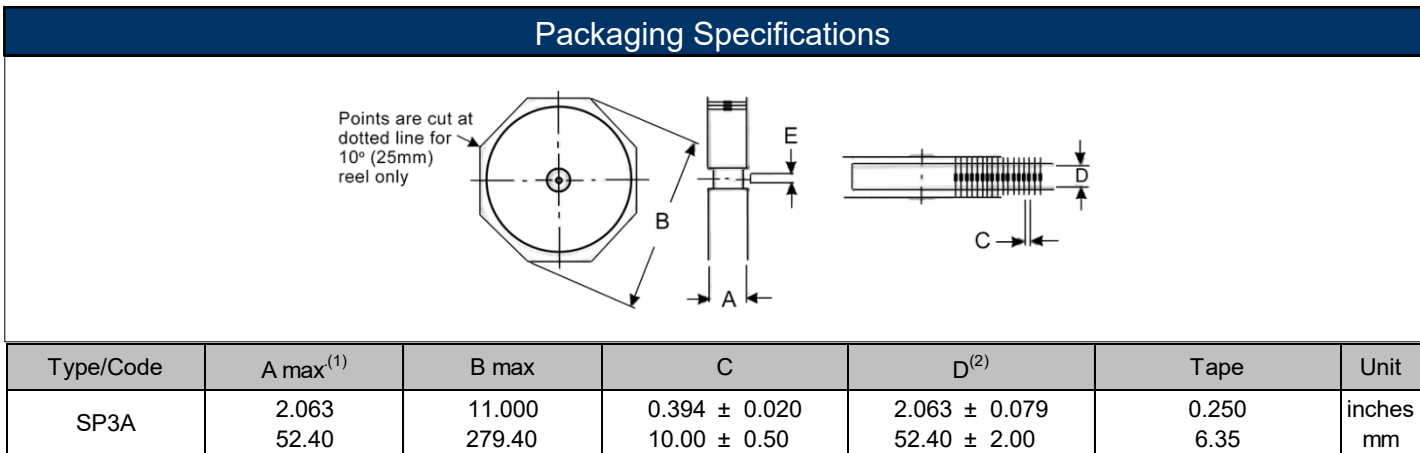 Packaging Specifications
Points are cut at
dotted line for
10º (25mm)
reel only
E
B
A
D
C
Type/Code A max(1) B max C D(2) Tape Unit
SP3A
2.063 11.000 0.394 ± 0.020 2.063 ± 0.079 0.250 inches
52.40 279.40 10.00 ± 0.50 52.40 ± 2.00 6.35 mm